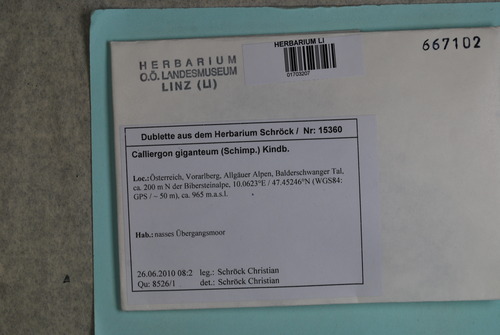 HERBARIUM
O.Ö. LANDESMUSEUM
LINZ (LI)
HERBARIUM LI
01703207
667102
Dublette aus dem Herbarium Schröck / Nr: 15360
Calliergon giganteum (Schimp.) Kindb.
Loc.:Österreich, Vorarlberg, Allgäuer Alpen, Balderschwanger Tal,
ca. 200 m N der Bibersteinalpe, 10.0623°E / 47.45246°N (WGS84;
GPS / ~ 50 m), ca. 965 m.a.s.l.
Hab.:nasses Übergangsmoor
26.06.2010 08:2 leg.: Schröck Christian
Qu: 8526/1 det.: Schröck Christian